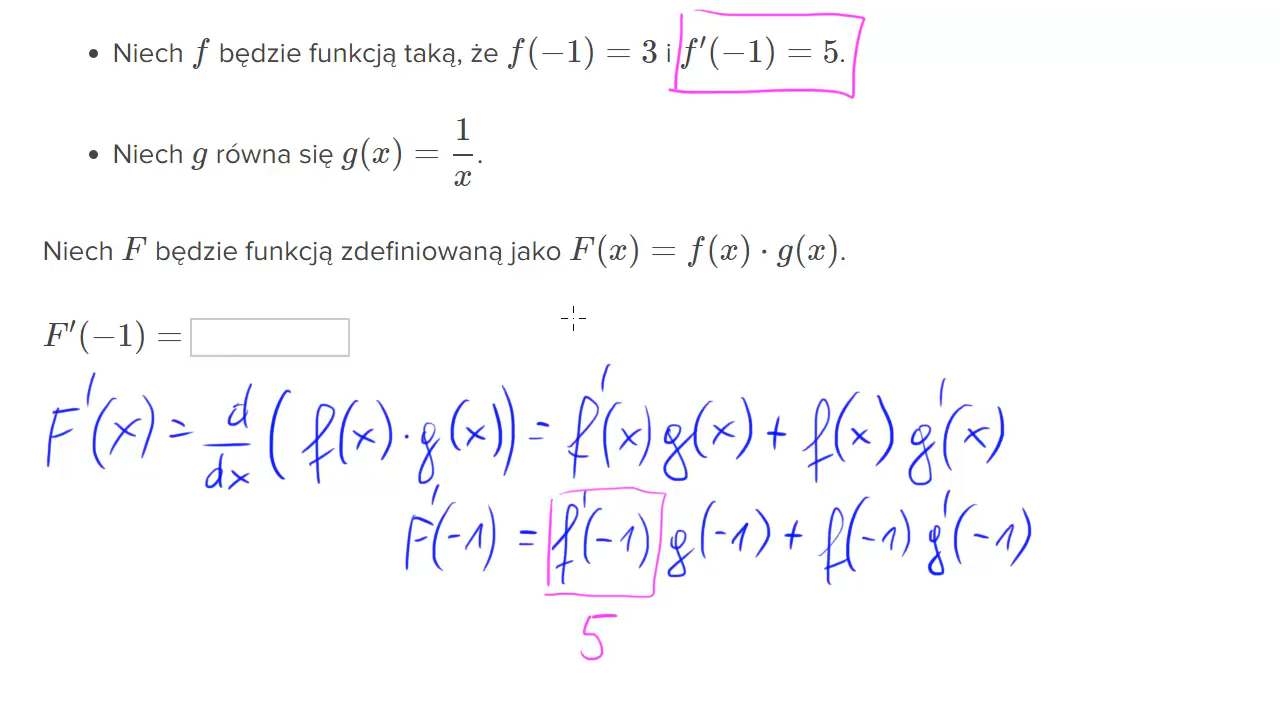 • Niech f będzie funkcją taką, że f(−1) = 3 i f′(−1) = 5.
• Niech g równa się g(x) = 1/x.
Niech F będzie funkcją zdefiniowaną jako F(x) = f(x) · g(x).
F′(−1) =
F′(x) = d/dx (f(x)·g(x)) = f′(x)g(x) + f(x)g′(x)
F′(-1) = f′(-1)g(-1) + f(-1)g′(-1)
5